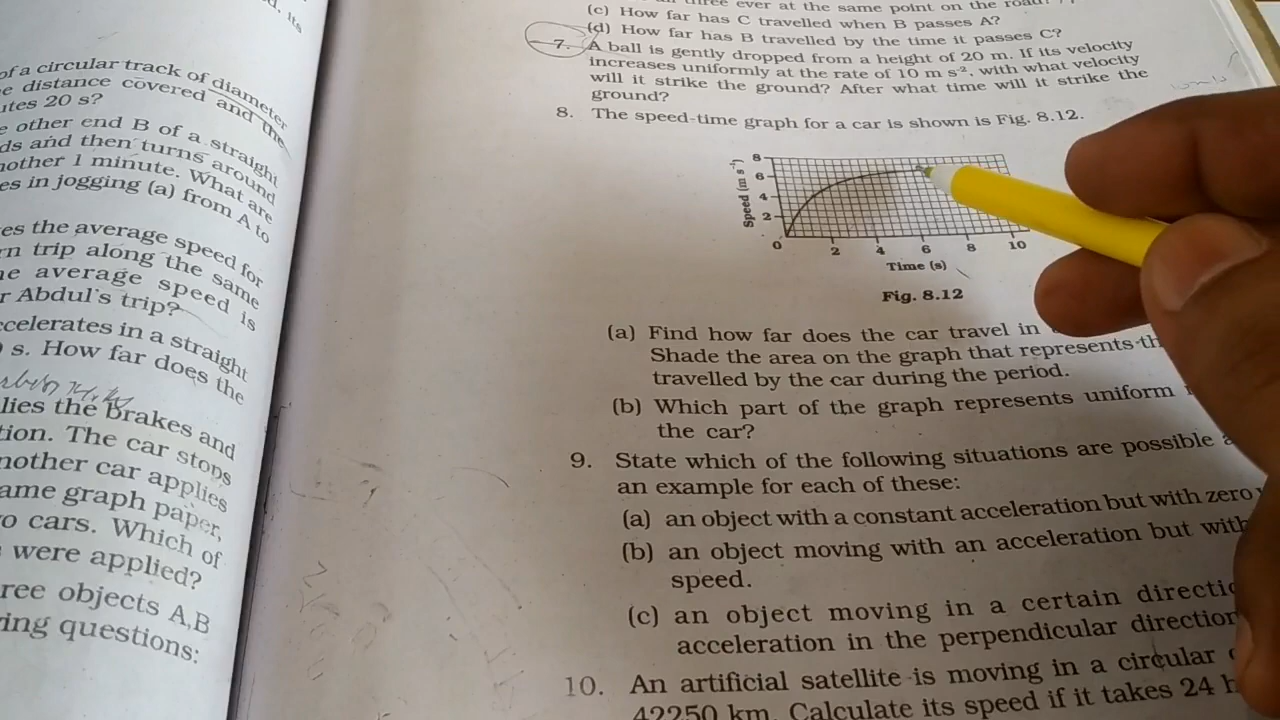 d, its
of a circular track of diameter
e distance covered and the
utes 20 s?
e other end B of a straight
ds and then turns around
nother 1 minute. What are
es in jogging (a) from A to
es the average speed for
rn trip along the same
he average speed is
r Abdul's trip?
ccelerates in a straight
s. How far does the
lies the brakes and
tion. The car stops
nother car applies
ame graph paper,
o cars. Which of
were applied?
ree objects A,B
ing questions:
three ever at the same point on the road?
(c) How far has C travelled when B passes A?
(d) How far has B travelled by the time it passes C?
7. A ball is gently dropped from a height of 20 m. If its velocity
increases uniformly at the rate of 10 m s-2, with what velocity
will it strike the ground? After what time will it strike the
ground?
8. The speed-time graph for a car is shown is Fig. 8.12.
Speed (m s-1)
8
6
4
2
0
2 4 6 8 10
Time (s)
Fig. 8.12
(a) Find how far does the car travel in
Shade the area on the graph that represents th
travelled by the car during the period.
(b) Which part of the graph represents uniform
the car?
9. State which of the following situations are possible
an example for each of these:
(a) an object with a constant acceleration but with zero
(b) an object moving with an acceleration but with
speed.
(c) an object moving in a certain directio
acceleration in the perpendicular direction
10. An artificial satellite is moving in a circular
42250 km. Calculate its speed if it takes 24 h